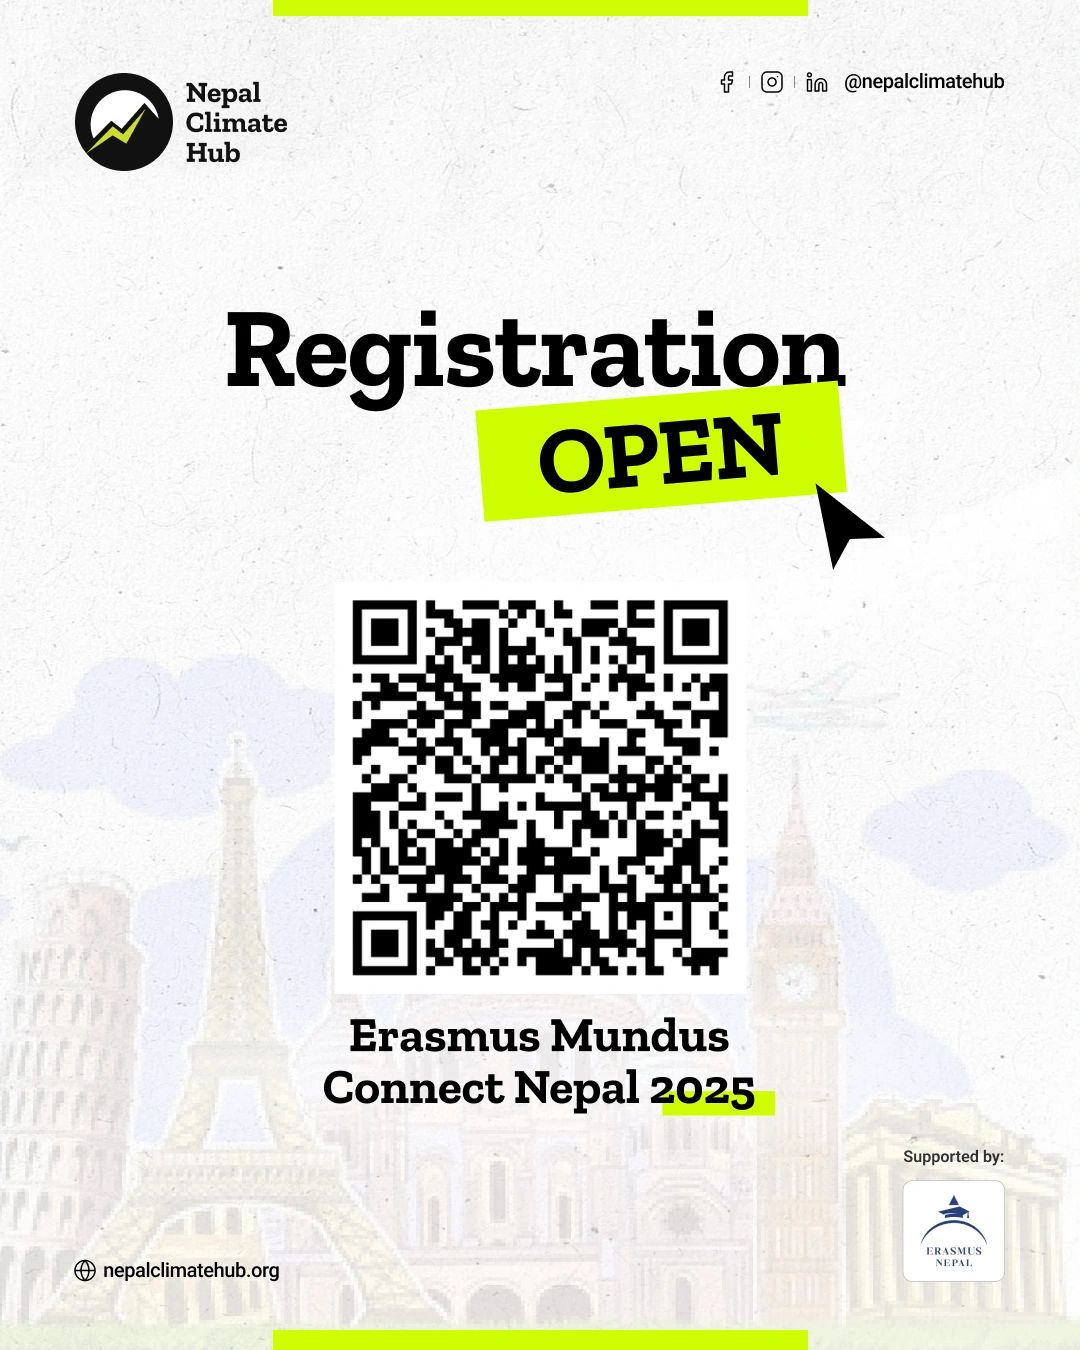 Nepal
Climate
Hub
@nepalclimatehub
Registration
OPEN
Erasmus Mundus
Connect Nepal 2025
Supported by:
ERASMUS
NEPAL
nepalclimatehub.org